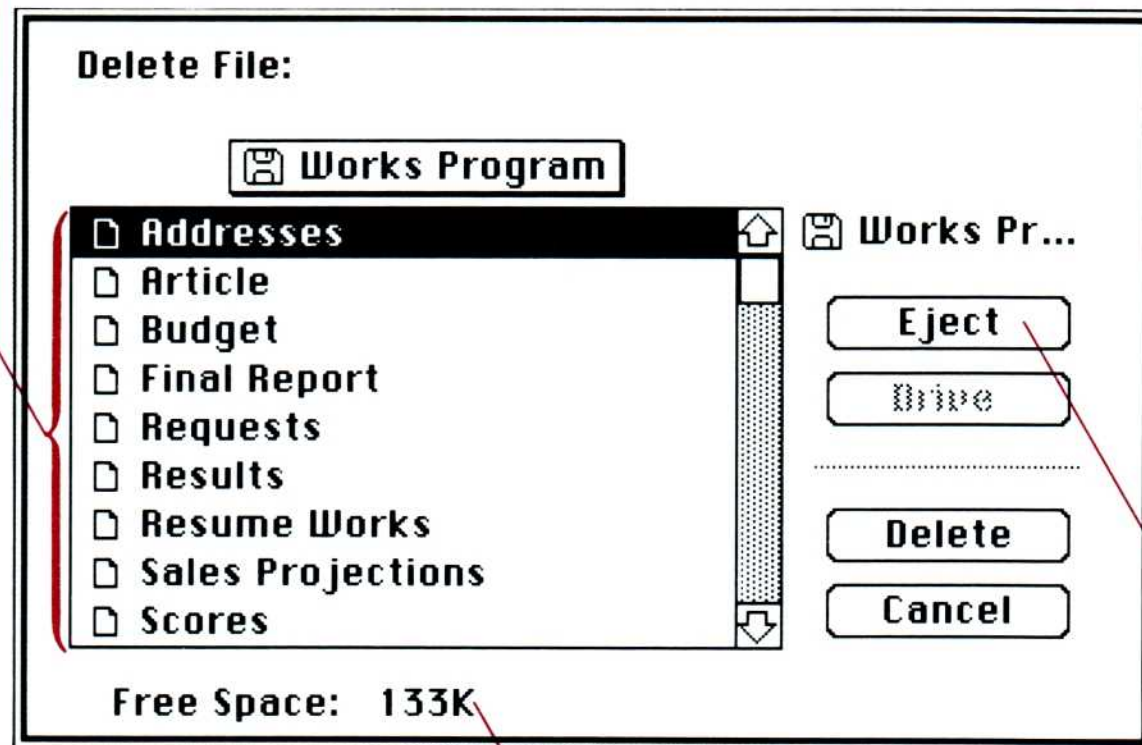 Delete File:
Works Program
Addresses
Article
Budget
Final Report
Requests
Results
Resume Works
Sales Projections
Scores
Works Pr...
Eject
Drive
Delete
Cancel
Free Space: 133K